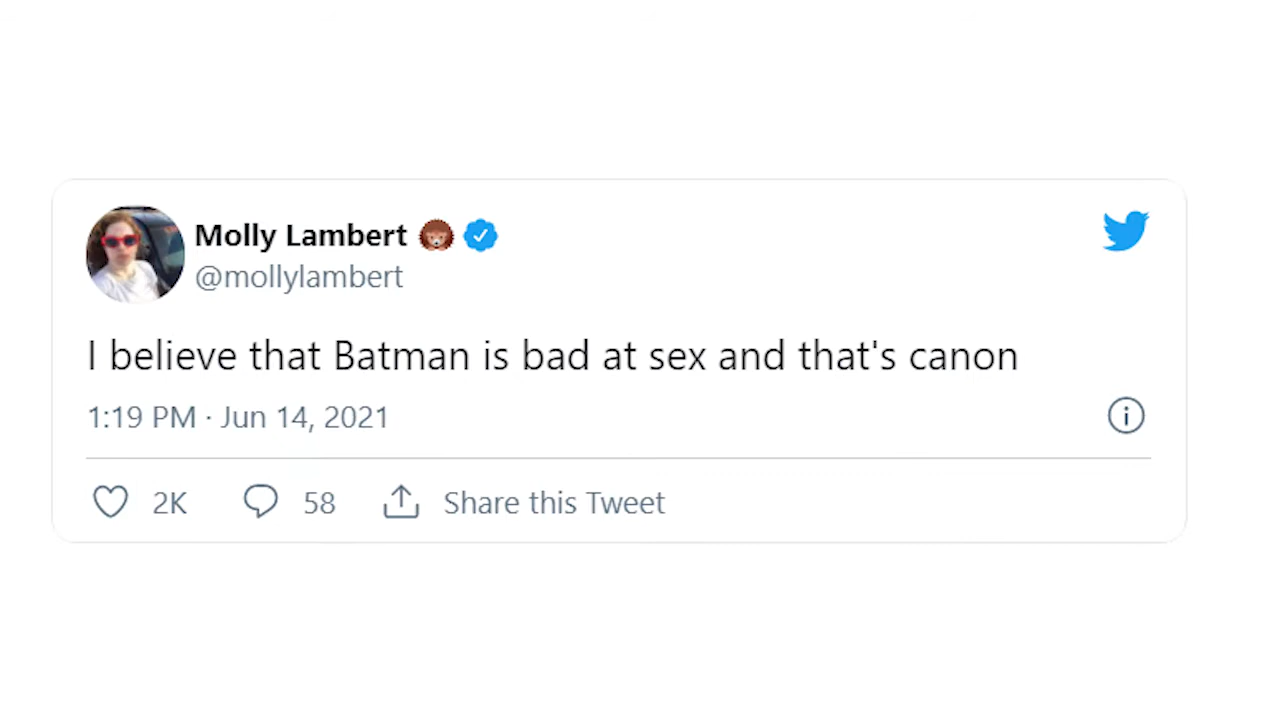 Molly Lambert 🦔
@mollylambert
I believe that Batman is bad at sex and that's canon
1:19 PM · Jun 14, 2021
2K 58 Share this Tweet